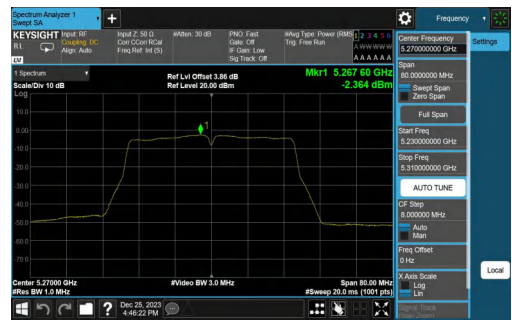 Spectrum Analyzer 1
Swept SA
+
Frequency
KEYSIGHT
Input: RF
Coupling: DC
Align: Auto
Input Z: 50 Ω
Corr CCorr RCal
Freq Ref: Int (S)
#Atten: 30 dB
PNO: Fast
Gate: Off
IF Gain: Low
Sig Track: Off
#Avg Type: Power (RMS
Trig: Free Run
1 2 3 4 5 6
A W W W W W
A A A A A A
RL
LV
1 Spectrum
Scale/Div 10 dB
Log
Ref Lvl Offset 3.86 dB
Ref Level 20.00 dBm
Mkr1 5.267 60 GHz
-2.364 dBm
1
10.0
0.00
-10.0
-20.0
-30.0
-40.0
-50.0
-60.0
-70.0
Center 5.27000 GHz
#Res BW 1.0 MHz
#Video BW 3.0 MHz
Span 80.00 MHz
#Sweep 20.0 ms (1001 pts)
Center Frequency
5.270000000 GHz
Span
80.0000000 MHz
Swept Span
Zero Span
Full Span
Start Freq
5.230000000 GHz
Stop Freq
5.310000000 GHz
AUTO TUNE
CF Step
8.000000 MHz
Auto
Man
Freq Offset
0 Hz
X Axis Scale
Log
Lin
Signal Track
Settings
Local
?
Dec 25, 2023
4:46:22 PM